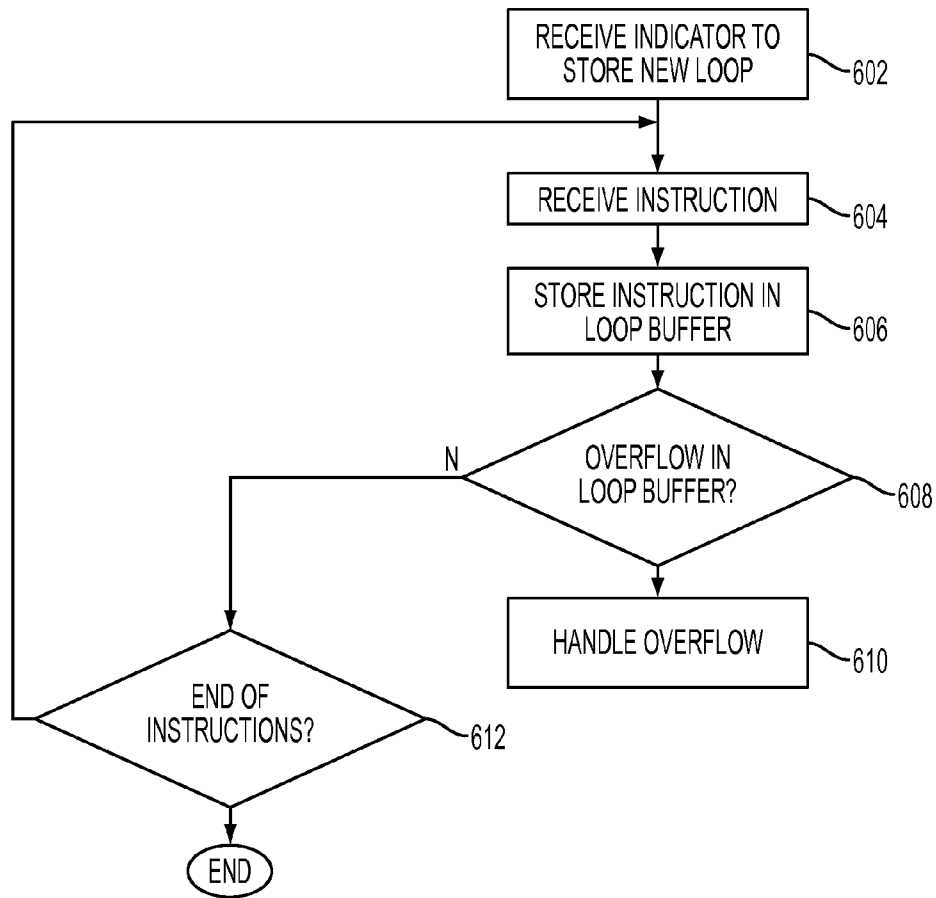 RECEIVE INDICATOR TO
STORE NEW LOOP
602
RECEIVE INSTRUCTION
604
STORE INSTRUCTION IN
LOOP BUFFER
606
N
OVERFLOW IN
LOOP BUFFER?
608
HANDLE OVERFLOW
610
END OF
INSTRUCTIONS?
612
END